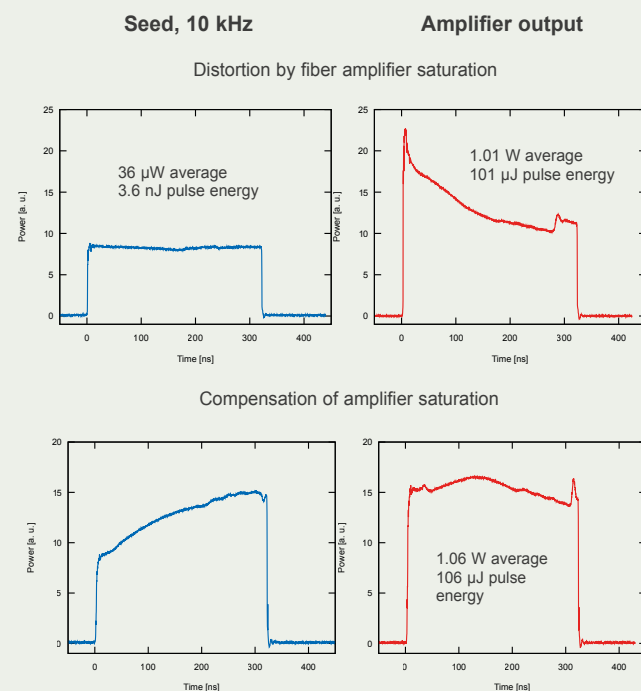 Seed, 10 kHz
Amplifier output
Distortion by fiber amplifier saturation
25
20
15
10
5
0
Power [a. u.]
36 µW average
3.6 nJ pulse energy
0
100
200
300
400
Time [ns]
25
20
15
10
5
0
Power [a. u.]
1.01 W average
101 µJ pulse energy
0
100
200
300
400
Time [ns]
Compensation of amplifier saturation
20
15
10
5
0
Power [a. u.]
0
100
200
300
400
Time [ns]
20
15
10
5
0
Power [a. u.]
1.06 W average
106 µJ pulse
energy
0
100
200
300
400
Time [ns]